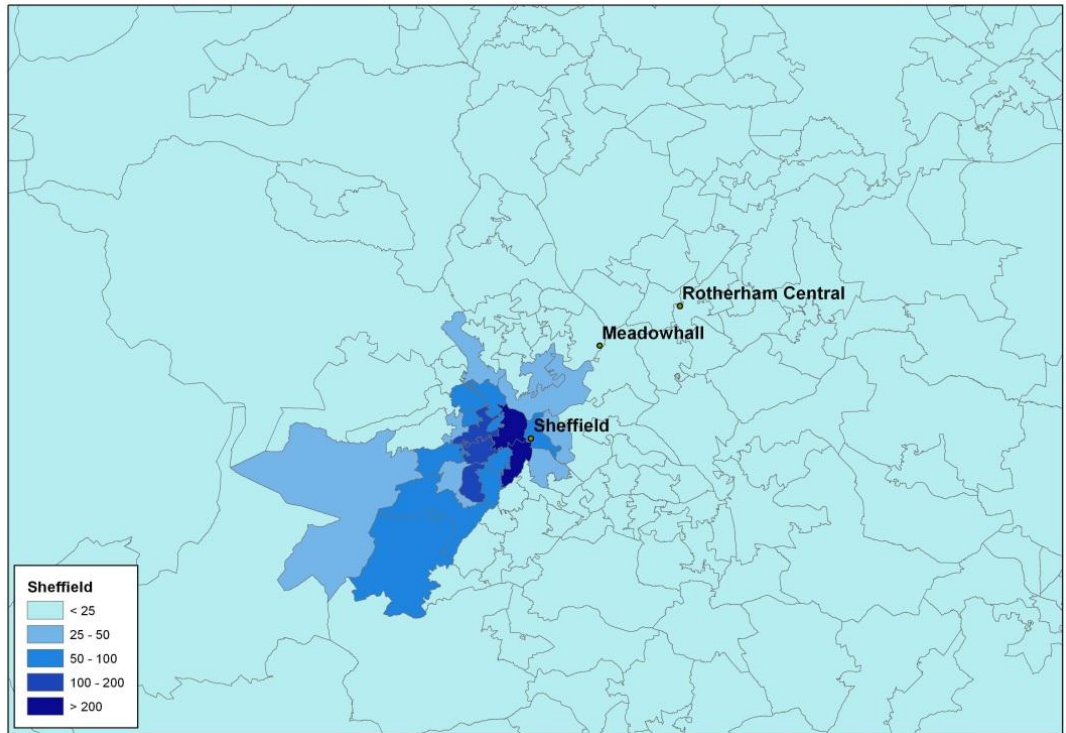 Rotherham Central
Meadowhall
Sheffield
Sheffield
< 25
25 - 50
50 - 100
100 - 200
> 200